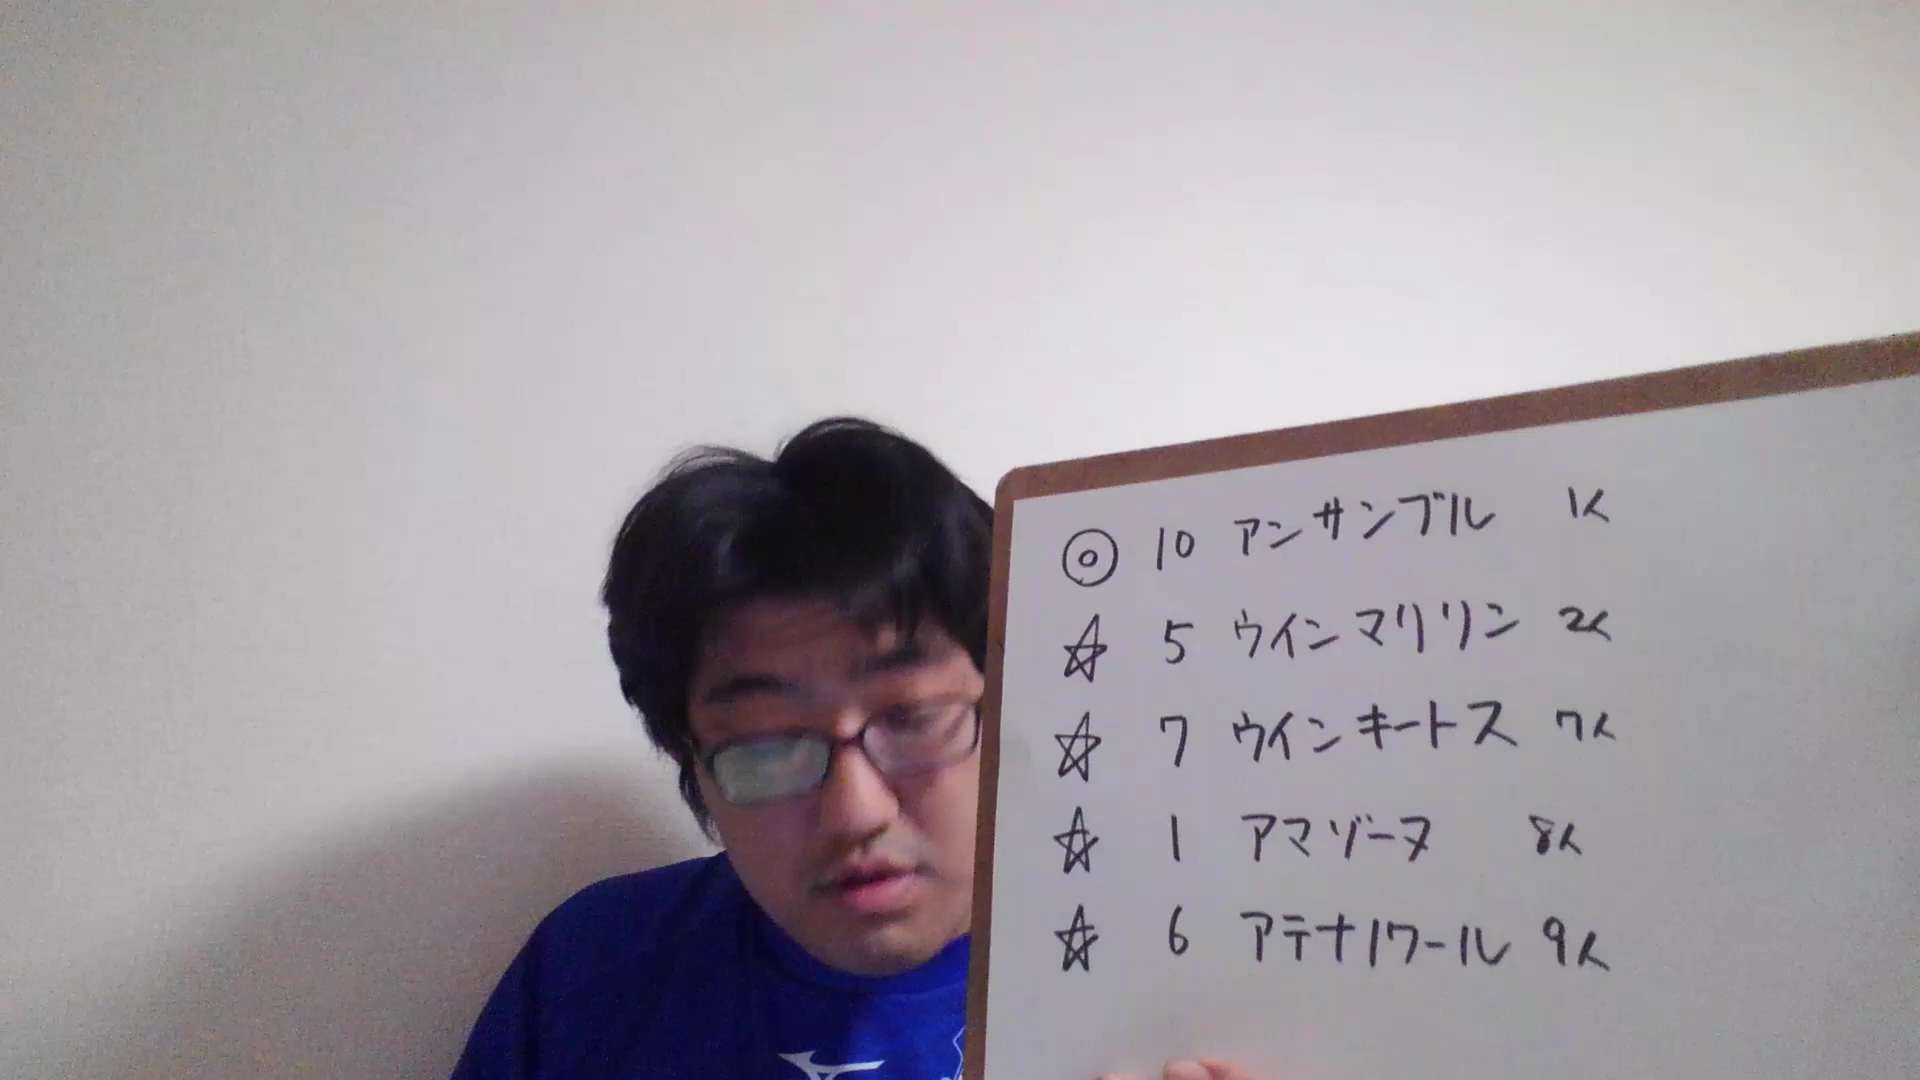 ◎ 10 アンサンブル 1人
☆ 5 ウインマリリン 2人
☆ 7 ウインキートス 7人
☆ 1 アマゾーヌ 8人
☆ 6 アテナノワール 9人